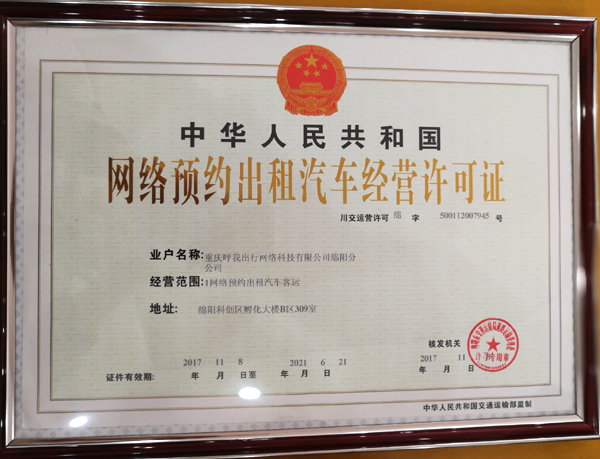 中华人民共和国
网络预约出租汽车经营许可证
川交运营许可 绵 字 500112007945 号
业户名称:重庆呼我出行网络科技有限公司绵阳分
公司
经营范围:1网络预约出租汽车客运
地址: 绵阳科创区孵化大楼B区309室
核发机关
证件有效期: 2017 年 11 月 8 日至 2021 年 6 月 21 日
2017 年 11 月 日
中华人民共和国交通运输部监制